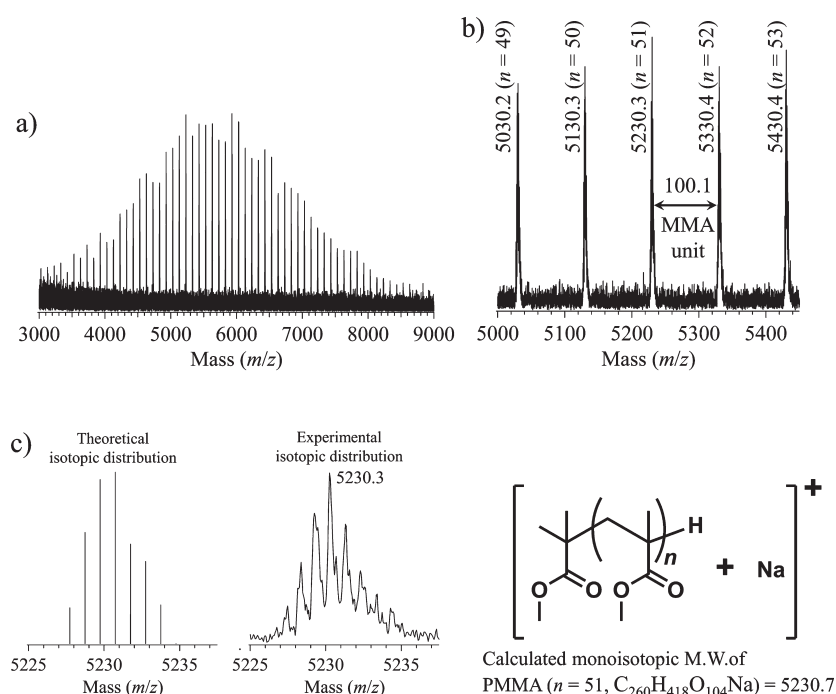 a)
3000 4000 5000 6000 7000 8000 9000
Mass (m/z)
b)
5030.2 (n = 49)
5130.3 (n = 50)
5230.3 (n = 51)
5330.4 (n = 52)
5430.4 (n = 53)
100.1
MMA
unit
5000 5100 5200 5300 5400
Mass (m/z)
c)
Theoretical
isotopic distribution
5225 5230 5235
Mass (m/z)
Experimental
isotopic distribution
5230.3
5225 5230 5235
Mass (m/z)
+
H
n
O O O O + Na
Calculated monoisotopic M.W.of
PMMA (n = 51, C₂₆₀H₄₁₈O₁₀₄Na) = 5230.7